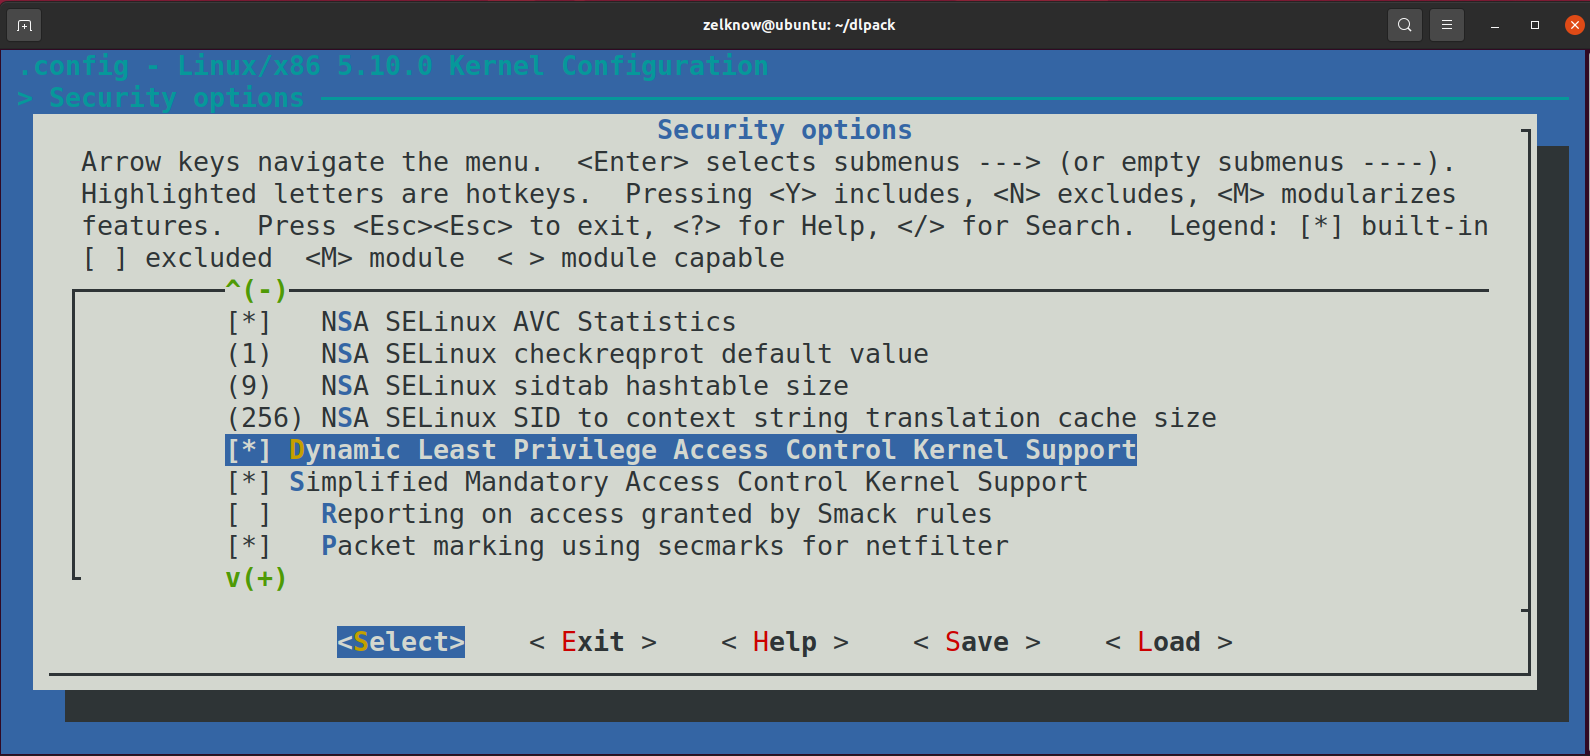 zelknow@ubuntu: ~/dlpack
.config - Linux/x86 5.10.0 Kernel Configuration
> Security options
Security options
Arrow keys navigate the menu.  <Enter> selects submenus ---> (or empty submenus ----).
Highlighted letters are hotkeys.  Pressing <Y> includes, <N> excludes, <M> modularizes
features.  Press <Esc><Esc> to exit, <?> for Help, </> for Search.  Legend: [*] built-in
[ ] excluded  <M> module  < > module capable
^(-)
[*]   NSA SELinux AVC Statistics
(1)   NSA SELinux checkreqprot default value
(9)   NSA SELinux sidtab hashtable size
(256) NSA SELinux SID to context string translation cache size
[*] Dynamic Least Privilege Access Control Kernel Support
[*] Simplified Mandatory Access Control Kernel Support
[ ]   Reporting on access granted by Smack rules
[*]   Packet marking using secmarks for netfilter
v(+)
<Select>    < Exit >    < Help >    < Save >    < Load >